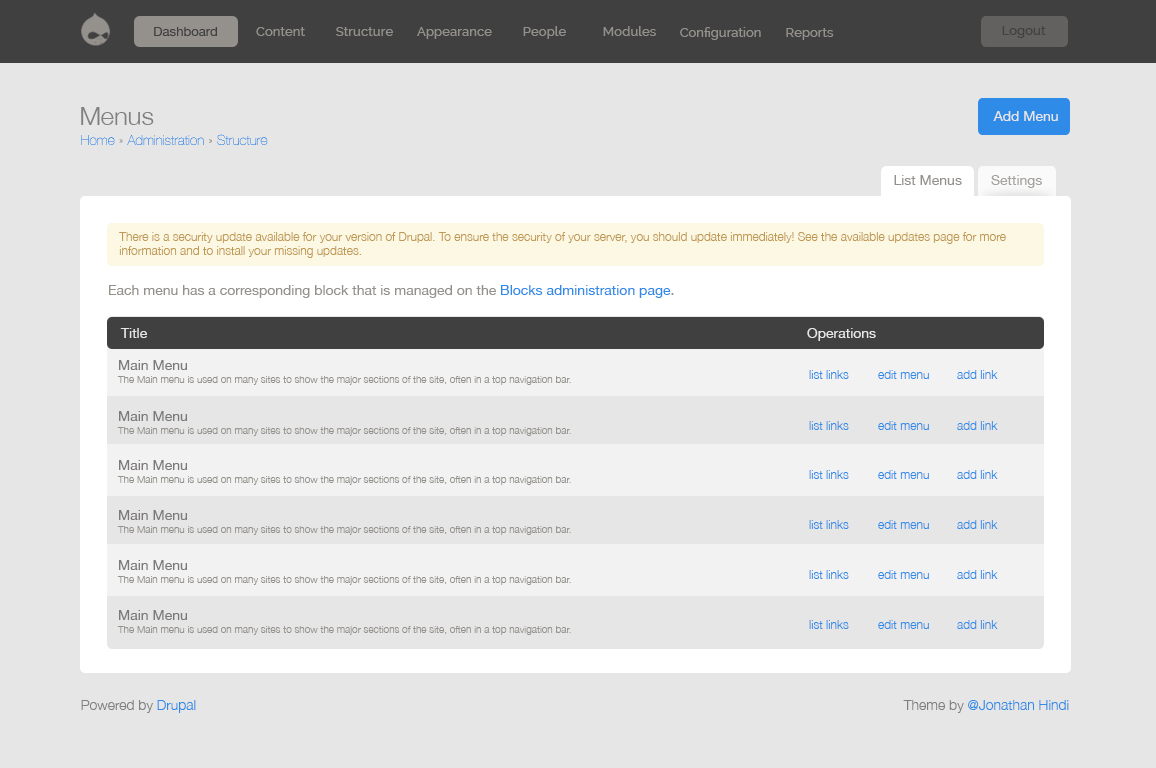 Dashboard Content Structure Appearance People Modules Configuration Reports Logout
Menus
Add Menu
Home » Administration › Structure
List Menus Settings
There is a security update available for your version of Drupal. To ensure the security of your server, you should update immediately! See the available updates page for more
information and to install your missing updates.
Each menu has a corresponding block that is managed on the Blocks administration page.
Title Operations
Main Menu
The Main menu is used on many sites to show the major sections of the site, often in a top navigation bar.
list links edit menu add link
Main Menu
The Main menu is used on many sites to show the major sections of the site, often in a top navigation bar.
list links edit menu add link
Main Menu
The Main menu is used on many sites to show the major sections of the site, often in a top navigation bar.
list links edit menu add link
Main Menu
The Main menu is used on many sites to show the major sections of the site, often in a top navigation bar.
list links edit menu add link
Main Menu
The Main menu is used on many sites to show the major sections of the site, often in a top navigation bar.
list links edit menu add link
Main Menu
The Main menu is used on many sites to show the major sections of the site, often in a top navigation bar.
list links edit menu add link
Powered by Drupal Theme by @Jonathan Hindi